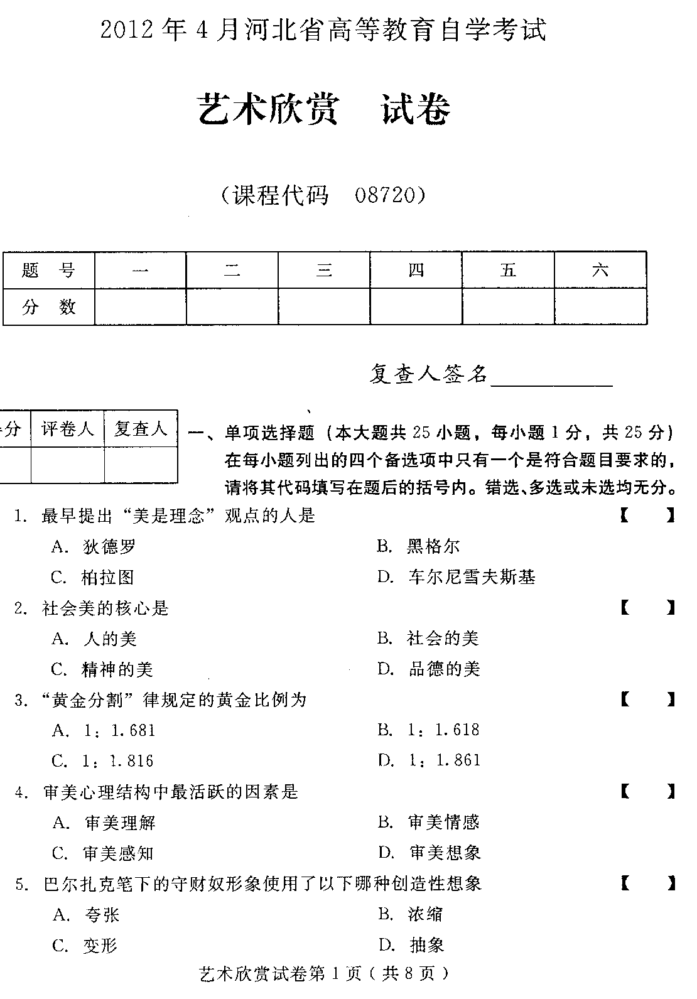 2012年4月河北省高等教育自学考试
艺术欣赏 试卷
(课程代码 08720)
题 号 一 二 三 四 五 六
分 数
复查人签名
分 评卷人 复查人
一、单项选择题(本大题共25小题,每小题1分,共25分)
在每小题列出的四个备选项中只有一个是符合题目要求的,
请将其代码填写在题后的括号内。错选、多选或未选均无分。
1. 最早提出“美是理念”观点的人是 【 】
A. 狄德罗 B. 黑格尔
C. 柏拉图 D. 车尔尼雪夫斯基
2. 社会美的核心是 【 】
A. 人的美 B. 社会的美
C. 精神的美 D. 品德的美
3. “黄金分割”律规定的黄金比例为 【 】
A. 1:1.681 B. 1:1.618
C. 1:1.816 D. 1:1.861
4. 审美心理结构中最活跃的因素是 【 】
A. 审美理解 B. 审美情感
C. 审美感知 D. 审美想象
5. 巴尔扎克笔下的守财奴形象使用了以下哪种创造性想象 【 】
A. 夸张 B. 浓缩
C. 变形 D. 抽象
艺术欣赏试卷第1页(共8页)